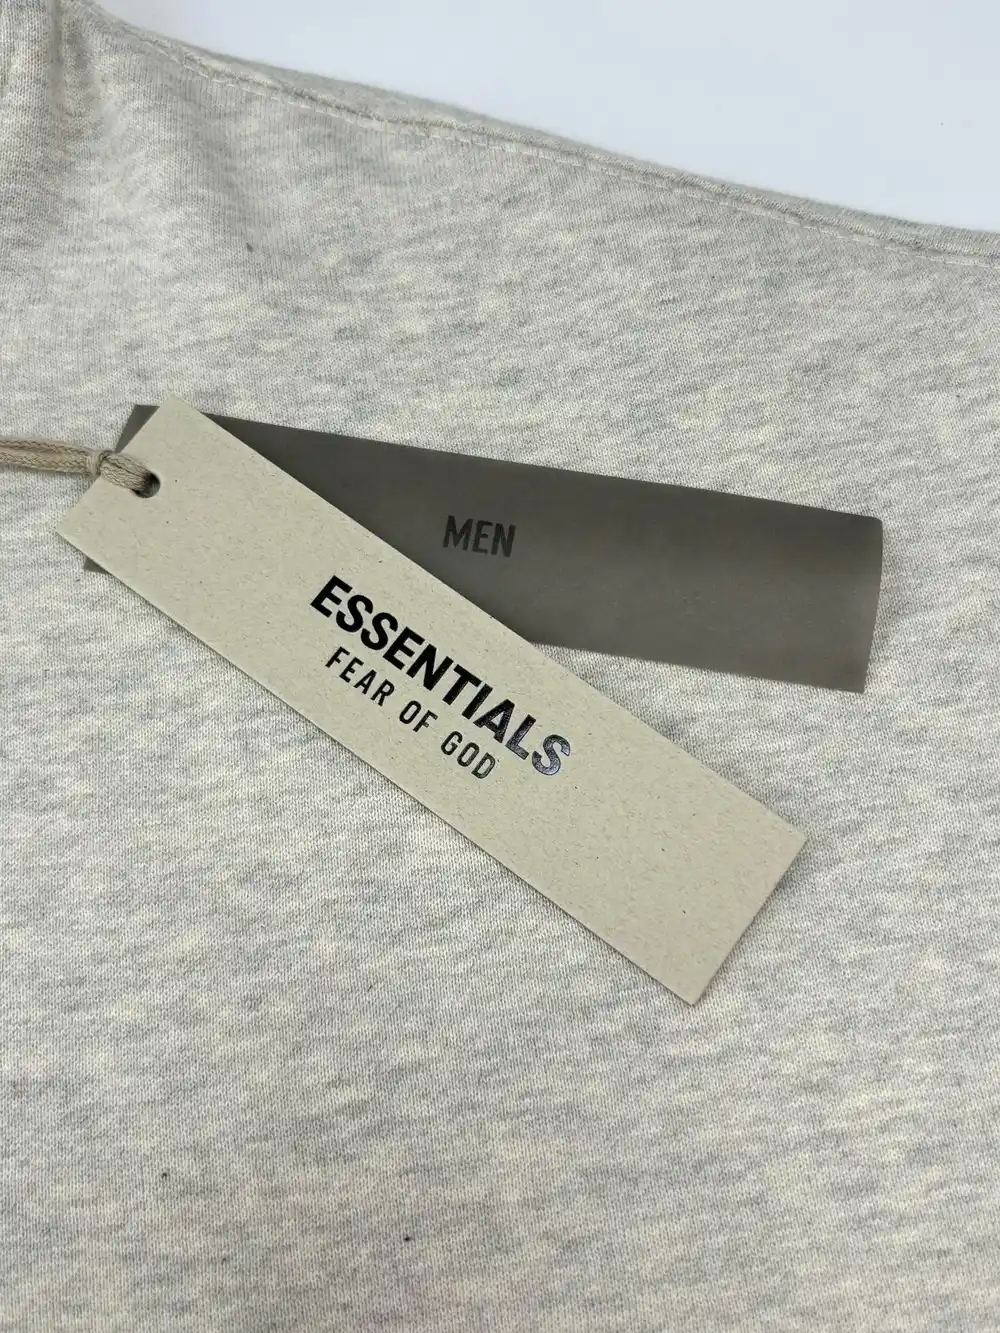 MEN
ESSENTIALS
FEAR OF GOD